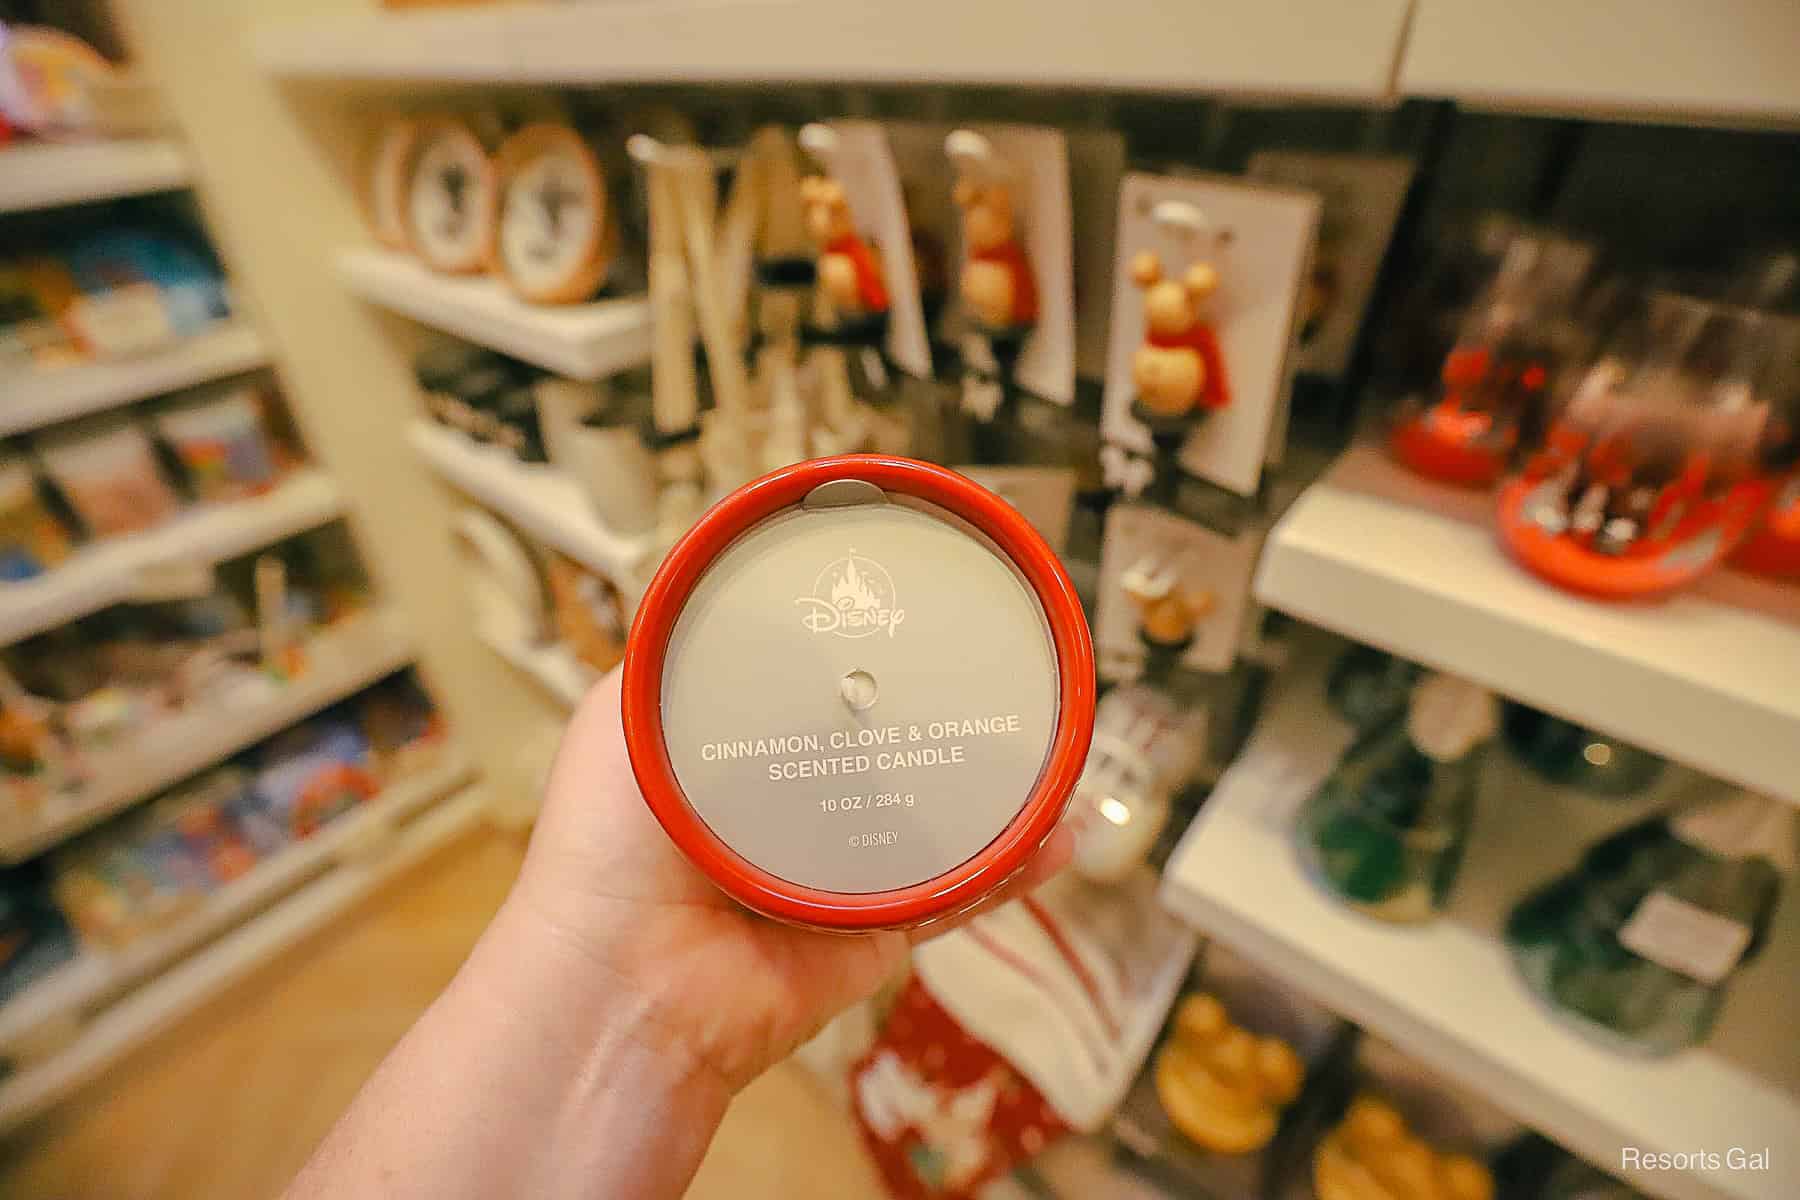 Disney
CINNAMON, CLOVE & ORANGE
SCENTED CANDLE
10 OZ / 284 g
© DISNEY
Resorts Gal